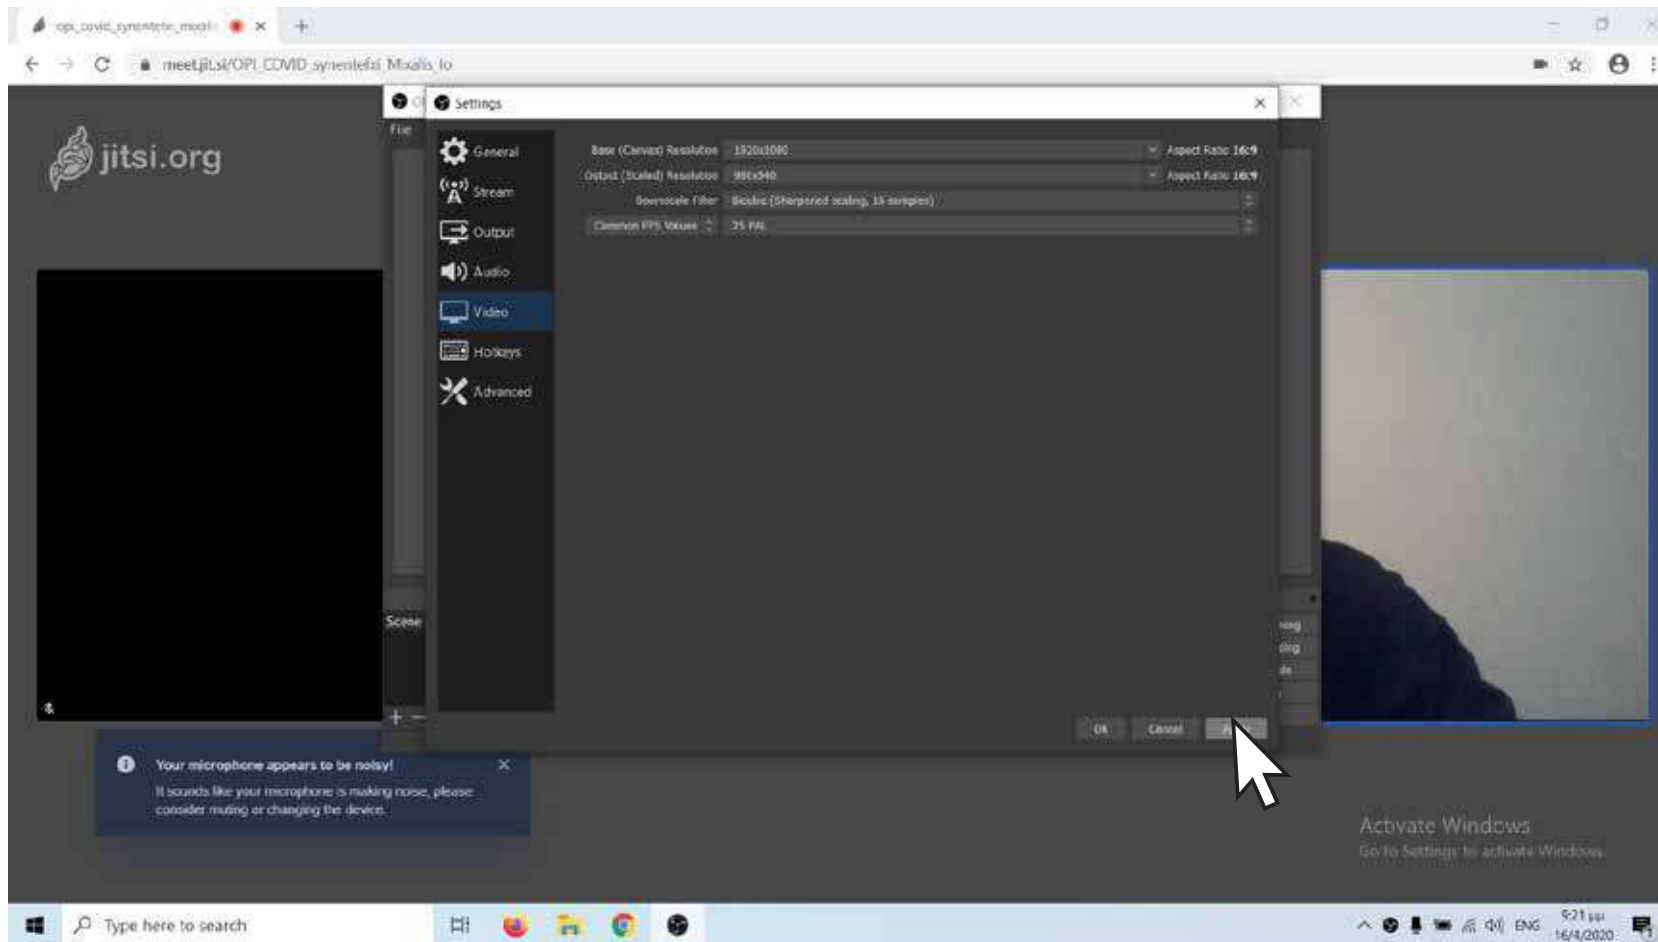 meet.jit.si/OPI_COVID_synentefxi_Mixalis_Io
jitsi.org
Settings
File
General
Stream
Output
Audio
Video
Hotkeys
Advanced
Base (Canvas) Resolution 1920x1080 Aspect Ratio 16:9
Output (Scaled) Resolution 960x540 Aspect Ratio 16:9
Downscale Filter Bicubic (Sharpened scaling, 16 samples)
Common FPS Values 25 PAL
Scene
OK Cancel
Your microphone appears to be noisy!
It sounds like your microphone is making noise, please
consider muting or changing the device.
Activate Windows
Go to Settings to activate Windows.
Type here to search
ENG
9:21 μμ
16/4/2020